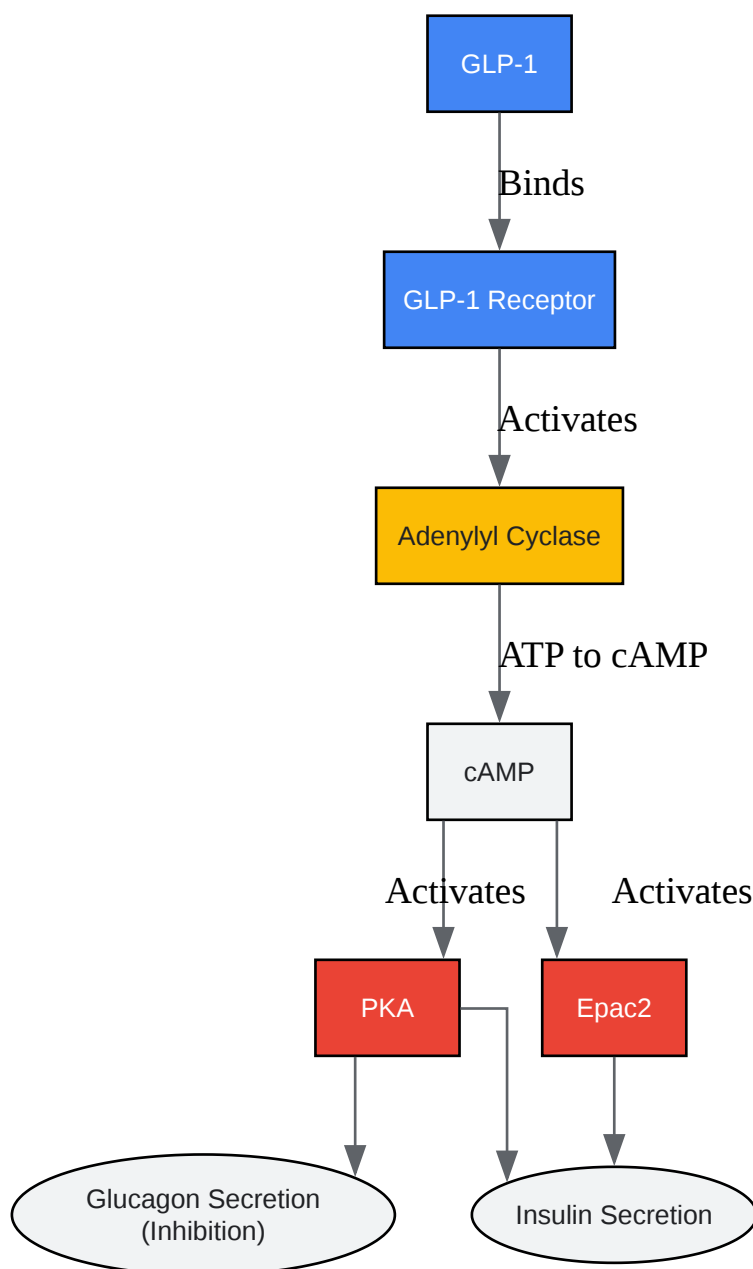 GLP-1
Binds
GLP-1 Receptor
Activates
Adenylyl Cyclase
ATP to cAMP
cAMP
Activates
Activates
PKA
Epac2
Glucagon Secretion
(Inhibition)
Insulin Secretion